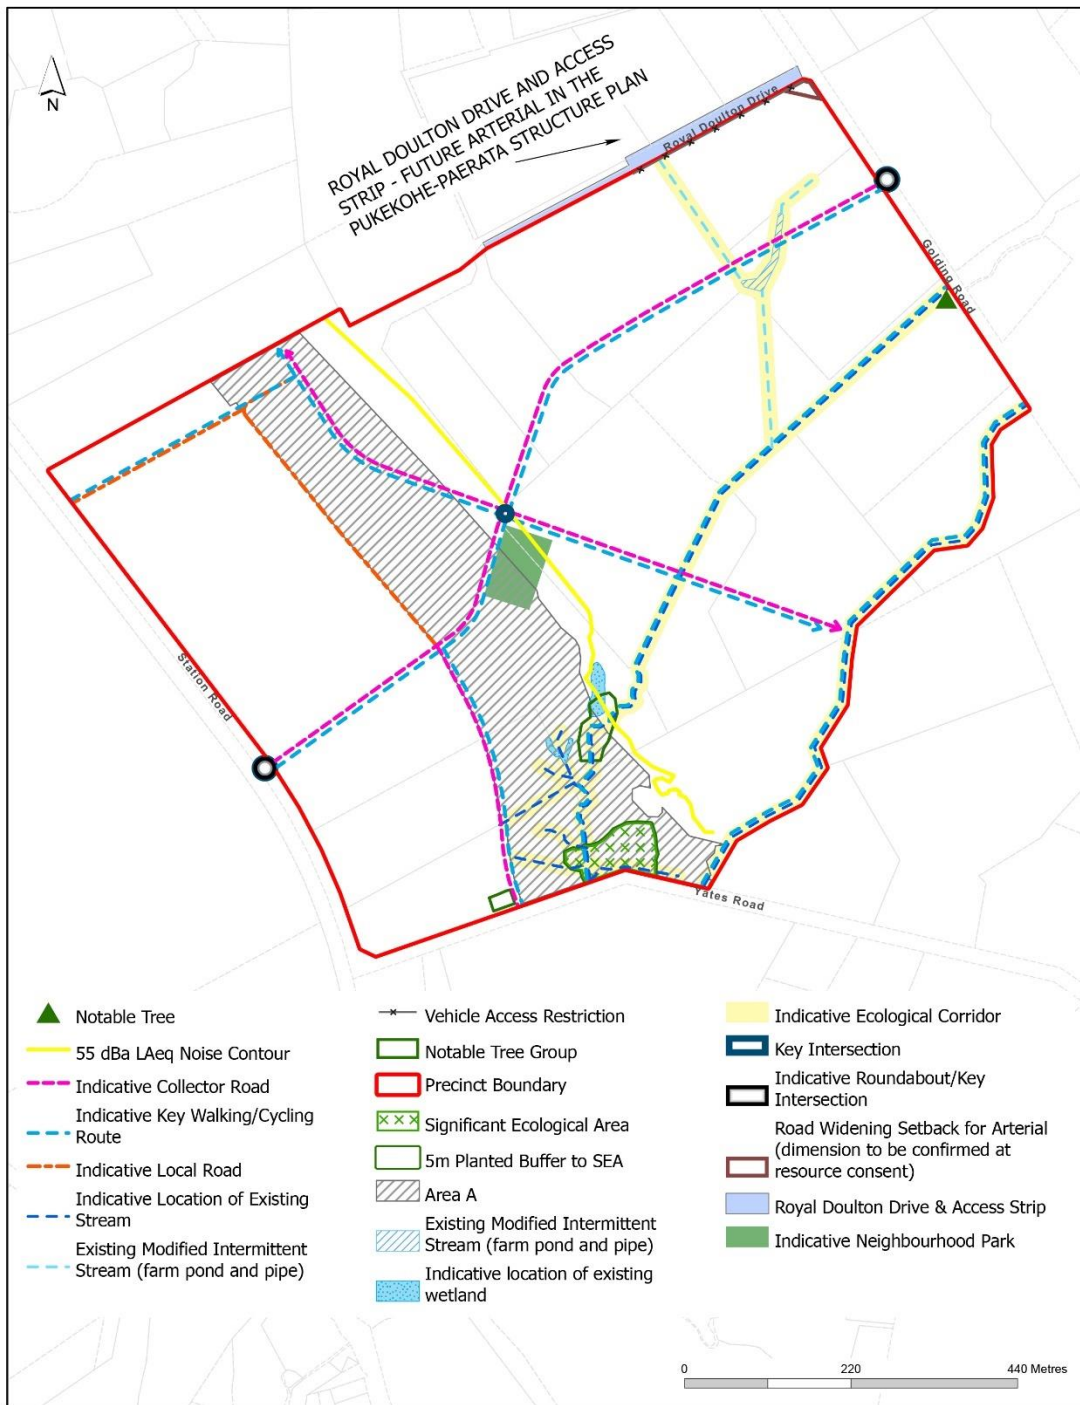 N
ROYAL DOULTON DRIVE AND ACCESS
STRIP - FUTURE ARTERIAL IN THE
PUKEKOHE-PAERATA STRUCTURE PLAN
Royal Doulton Drive
Golding Road
Station Road
Yates Road
Notable Tree
55 dBa LAeq Noise Contour
Indicative Collector Road
Indicative Key Walking/Cycling
Route
Indicative Local Road
Indicative Location of Existing
Stream
Existing Modified Intermittent
Stream (farm pond and pipe)
Vehicle Access Restriction
Notable Tree Group
Precinct Boundary
Significant Ecological Area
5m Planted Buffer to SEA
Area A
Existing Modified Intermittent
Stream (farm pond and pipe)
Indicative location of existing
wetland
Indicative Ecological Corridor
Key Intersection
Indicative Roundabout/Key
Intersection
Road Widening Setback for Arterial
(dimension to be confirmed at
resource consent)
Royal Doulton Drive & Access Strip
Indicative Neighbourhood Park
0 220 440 Metres